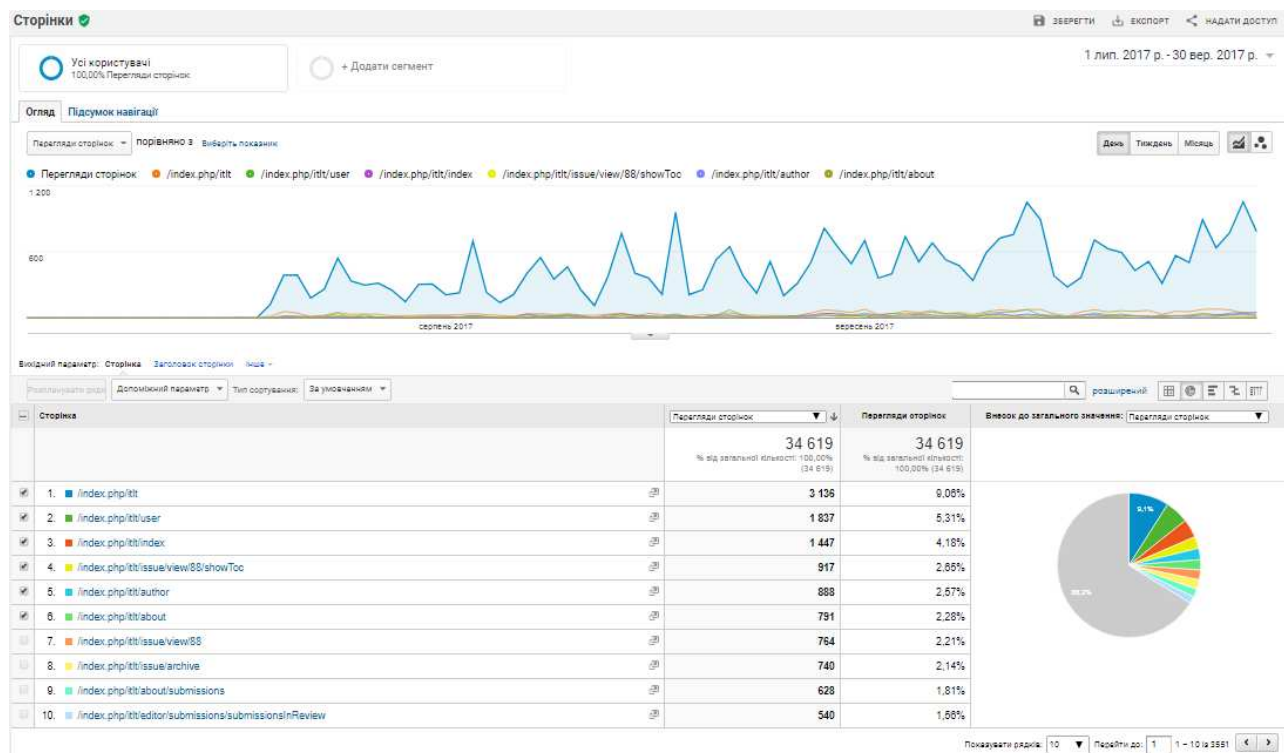 Сторінки
ЗБЕРЕГТИ ЕКСПОРТ НАДАТИ ДОСТУП
Усі користувачі
100,00% Перегляди сторінок
+ Додати сегмент
1 лип. 2017 р. - 30 вер. 2017 р.
Огляд Підсумок навігації
Перегляди сторінок порівняно з Виберіть показник
День Тиждень Місяць
Перегляди сторінок /index.php/itlt /index.php/itlt/user /index.php/itlt/index /index.php/itlt/issue/view/88/showToc /index.php/itlt/author /index.php/itlt/about
1 200
600
серпень 2017 вересень 2017
Вихідний параметр: Сторінка Заголовок сторінки Інше
Допоміжний параметр Тип сортування: За умовчанням
розширений
Сторінка Перегляди сторінок Перегляди сторінок Внесок до загального значення: Перегляди сторінок
34 619 34 619
% від загальної кількості: 100,00% (34 619) % від загальної кількості: 100,00% (34 619)
1. /index.php/itlt 3 136 9,06%
2. /index.php/itlt/user 1 837 5,31%
3. /index.php/itlt/index 1 447 4,18%
4. /index.php/itlt/issue/view/88/showToc 917 2,65%
5. /index.php/itlt/author 888 2,57%
6. /index.php/itlt/about 791 2,28%
7. /index.php/itlt/issue/view/88 764 2,21%
8. /index.php/itlt/issue/archive 740 2,14%
9. /index.php/itlt/about/submissions 628 1,81%
10. /index.php/itlt/editor/submissions/submissionsInReview 540 1,56%
9,1%
Показувати рядків: 10 Перейти до: 1 1 – 10 із 3551